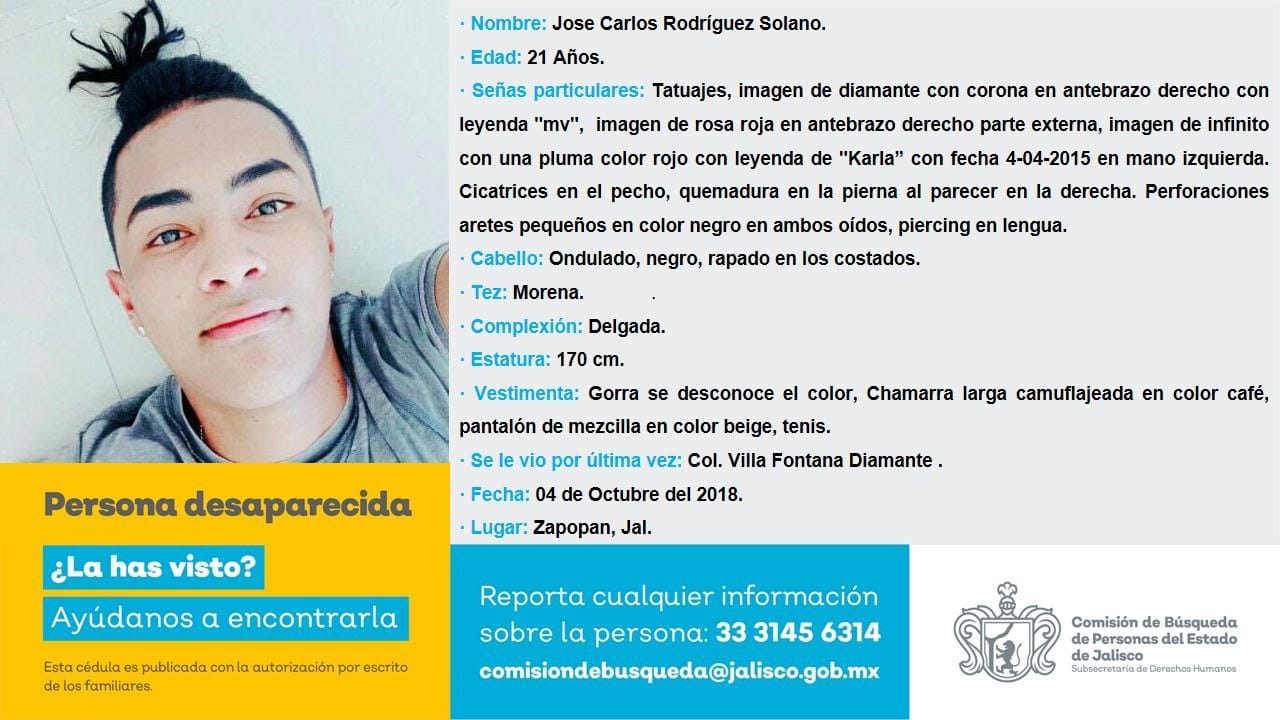 · Nombre: Jose Carlos Rodríguez Solano.
· Edad: 21 Años.
· Señas particulares: Tatuajes, imagen de diamante con corona en antebrazo derecho con
leyenda "mv", imagen de rosa roja en antebrazo derecho parte externa, imagen de infinito
con una pluma color rojo con leyenda de "Karla” con fecha 4-04-2015 en mano izquierda.
Cicatrices en el pecho, quemadura en la pierna al parecer en la derecha. Perforaciones
aretes pequeños en color negro en ambos oídos, piercing en lengua.
· Cabello: Ondulado, negro, rapado en los costados.
· Tez: Morena. .
· Complexión: Delgada.
· Estatura: 170 cm.
· Vestimenta: Gorra se desconoce el color, Chamarra larga camuflajeada en color café,
pantalón de mezcilla en color beige, tenis.
· Se le vio por última vez: Col. Villa Fontana Diamante .
· Fecha: 04 de Octubre del 2018.
· Lugar: Zapopan, Jal.
Persona desaparecida
¿La has visto?
Ayúdanos a encontrarla
Esta cédula es publicada con la autorización por escrito
de los familiares.
Reporta cualquier información
sobre la persona: 33 3145 6314
comisiondebusqueda@jalisco.gob.mx
Comisión de Búsqueda
de Personas del Estado
de Jalisco
Subsecretaría de Derechos Humanos